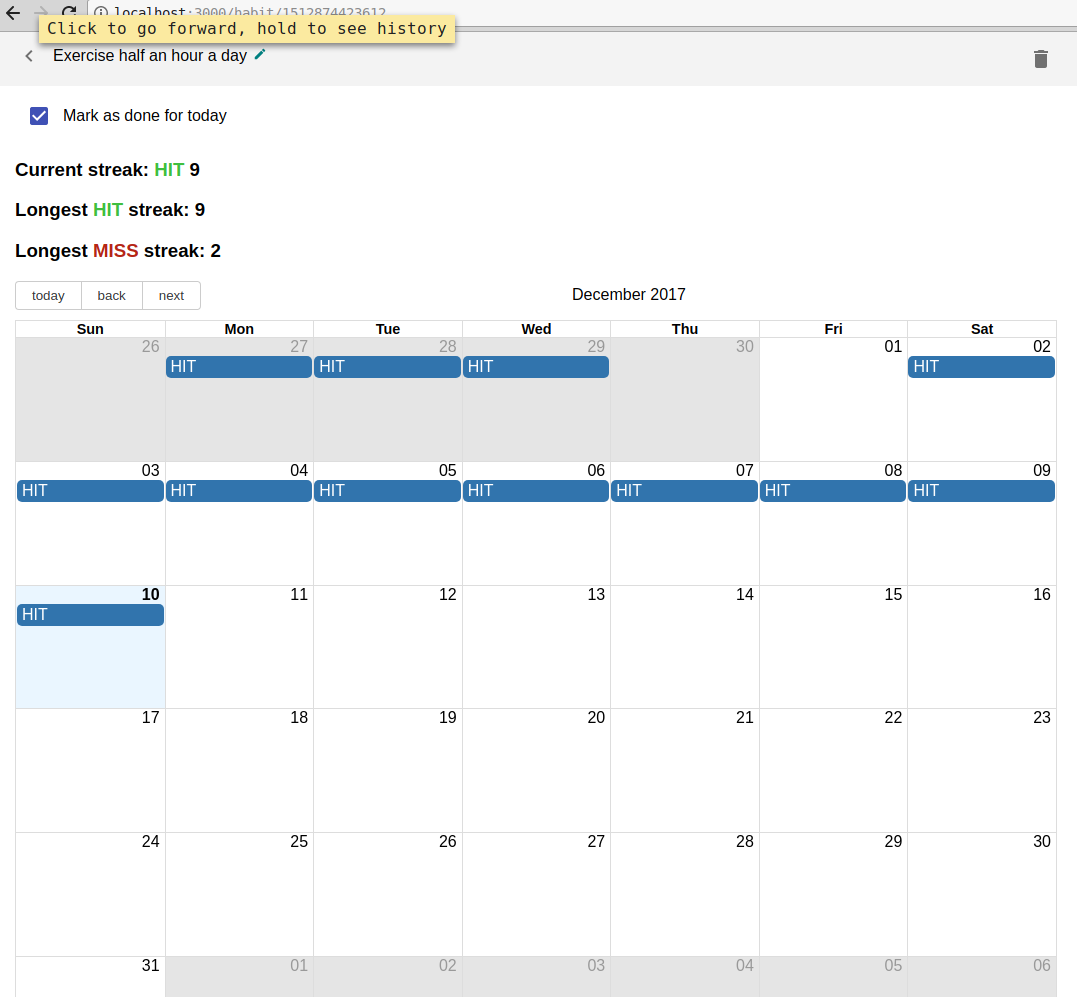 localhost:3000/habit/1512874423612
Click to go forward, hold to see history
Exercise half an hour a day
Mark as done for today
Current streak: HIT 9
Longest HIT streak: 9
Longest MISS streak: 2
today back next December 2017
Sun Mon Tue Wed Thu Fri Sat
26 27 28 29 30 01 02
HIT HIT HIT HIT
03 04 05 06 07 08 09
HIT HIT HIT HIT HIT HIT HIT
10 11 12 13 14 15 16
HIT
17 18 19 20 21 22 23
24 25 26 27 28 29 30
31 01 02 03 04 05 06